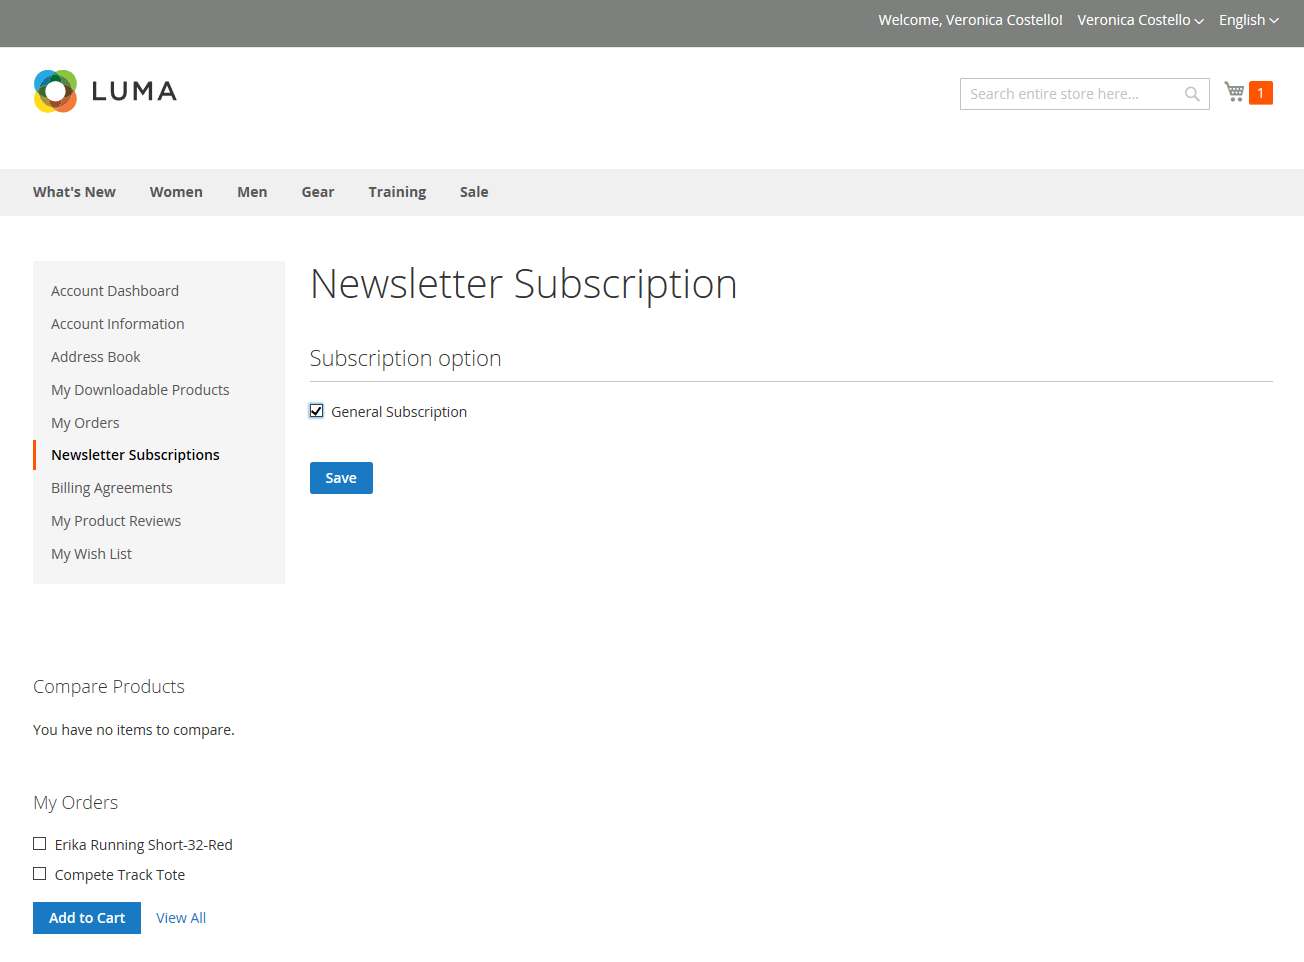 Welcome, Veronica Costello! Veronica Costello English
LUMA
Search entire store here...
1
What's New Women Men Gear Training Sale
Account Dashboard
Account Information
Address Book
My Downloadable Products
My Orders
Newsletter Subscriptions
Billing Agreements
My Product Reviews
My Wish List
Newsletter Subscription
Subscription option
General Subscription
Save
Compare Products
You have no items to compare.
My Orders
Erika Running Short-32-Red
Compete Track Tote
Add to Cart View All